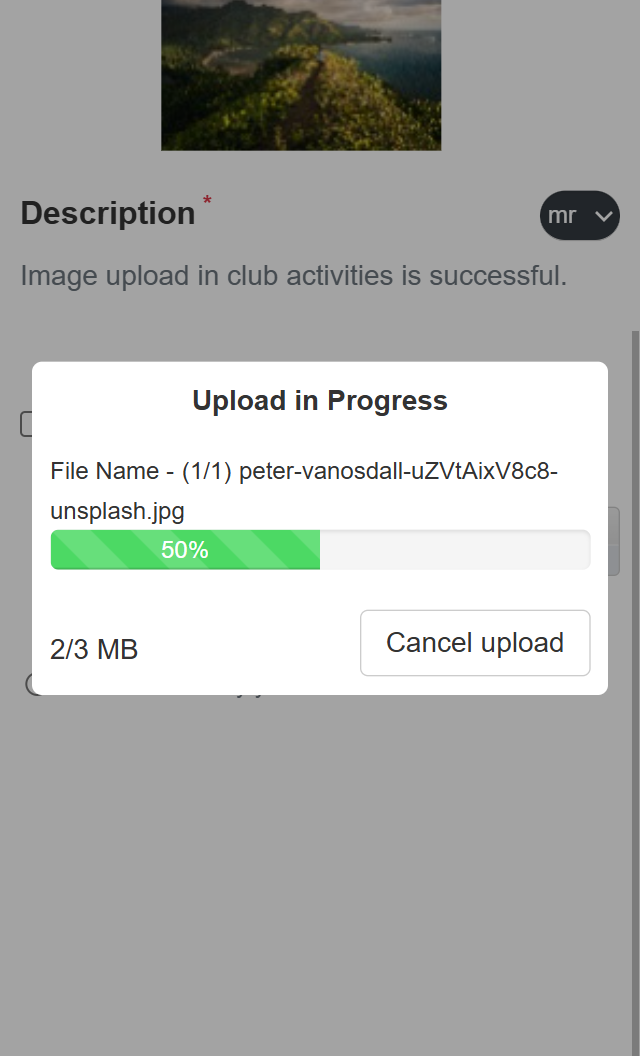 Description *
mr
Image upload in club activities is successful.
Upload in Progress
File Name - (1/1) peter-vanosdall-uZVtAixV8c8-
unsplash.jpg
50%
2/3 MB
Cancel upload